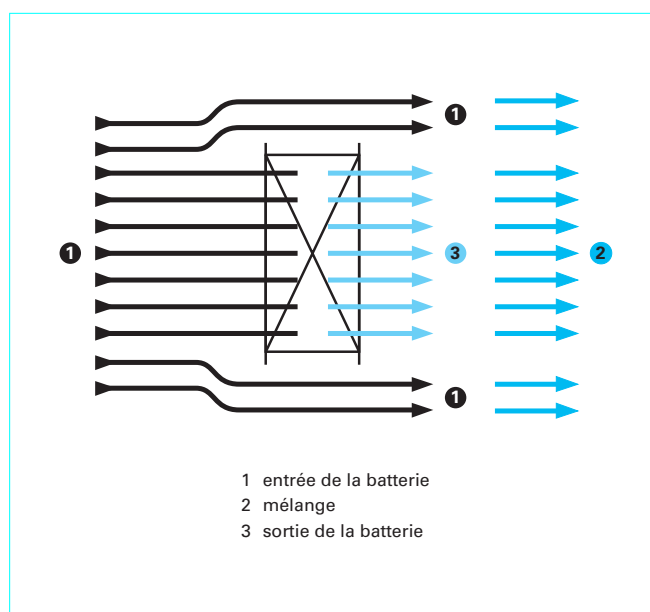 1
1
3
2
1
1 entrée de la batterie
2 mélange
3 sortie de la batterie